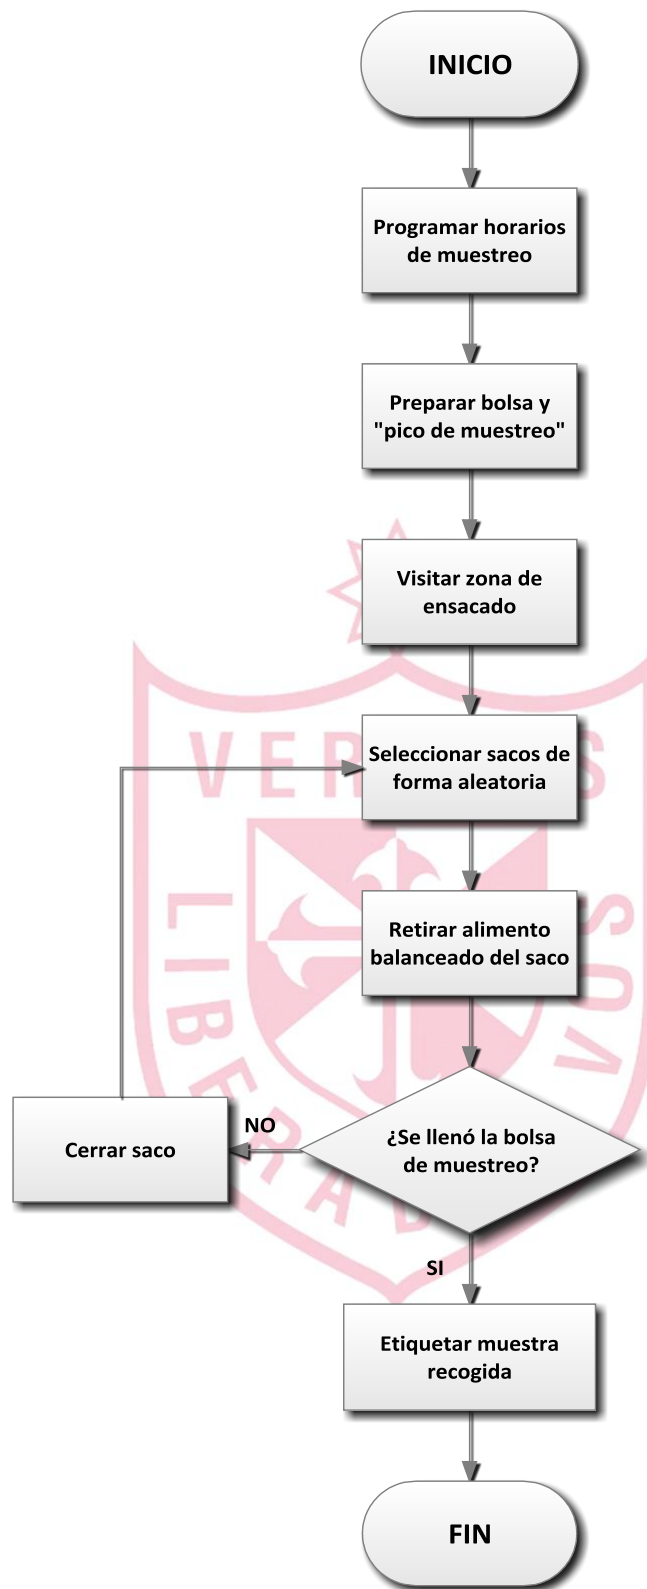 INICIO
Programar horarios
de muestreo
Preparar bolsa y
"pico de muestreo"
Visitar zona de
ensacado
Seleccionar sacos de
forma aleatoria
Retirar alimento
balanceado del saco
¿Se llenó la bolsa
de muestreo?
NO
Cerrar saco
SI
Etiquetar muestra
recogida
FIN